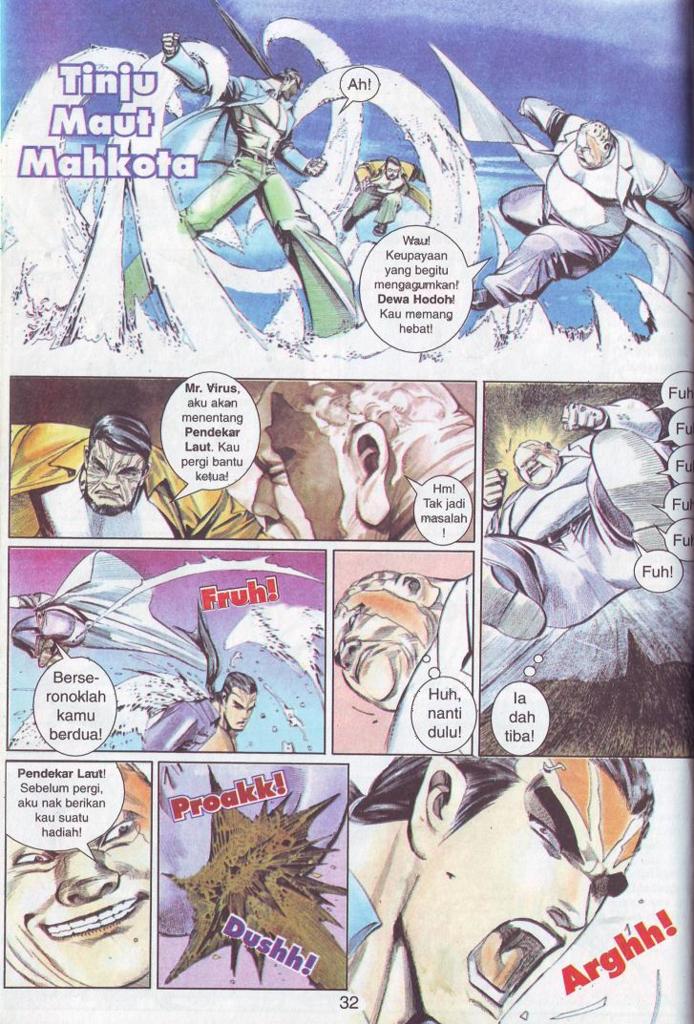 Tinju
Maut
Mahkota
Ah!
Wau!
Keupayaan
yang begitu
mengagumkan!
Dewa Hodoh!
Kau memang
hebat!
Mr. Virus,
aku akan
menentang
Pendekar
Laut. Kau
pergi bantu
ketua!
Hm!
Tak jadi
masalah
!
Fuh
Fuh
Fu
Fu
Fu
Fuh!
Ia
dah
tiba!
Fruh!
Berse-
ronoklah
kamu
berdua!
Huh,
nanti
dulu!
Pendekar Laut!
Sebelum pergi,
aku nak berikan
kau suatu
hadiah!
Proakk!
Dushh!
Arghh!
32